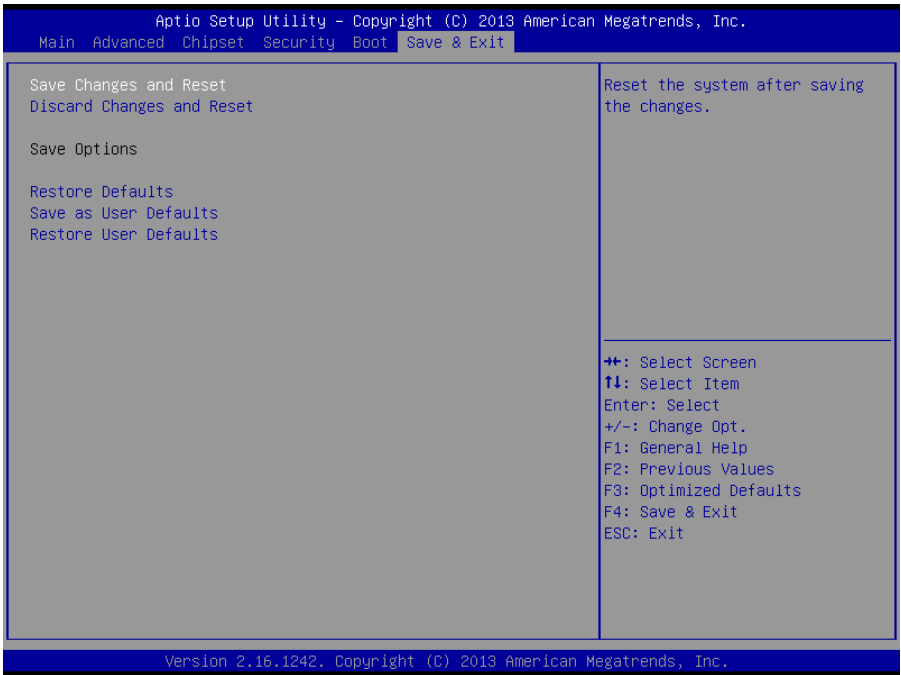 Aptio Setup Utility – Copyright (C) 2013 American Megatrends, Inc.
Main Advanced Chipset Security Boot Save & Exit
Save Changes and Reset
Discard Changes and Reset
Save Options
Restore Defaults
Save as User Defaults
Restore User Defaults
Reset the system after saving
the changes.
→←: Select Screen
↑↓: Select Item
Enter: Select
+/-: Change Opt.
F1: General Help
F2: Previous Values
F3: Optimized Defaults
F4: Save & Exit
ESC: Exit
Version 2.16.1242. Copyright (C) 2013 American Megatrends, Inc.